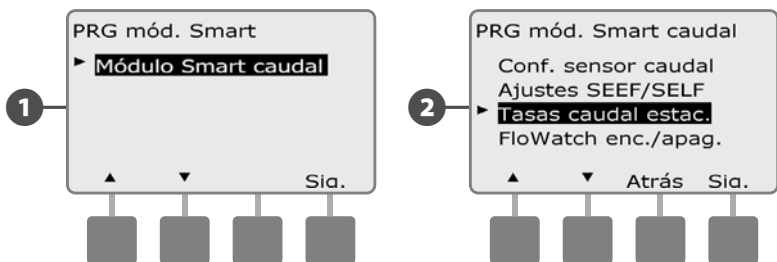 1
PRG mód. Smart
► Módulo Smart caudal
▲ ▼ Sig.
2
PRG mód. Smart caudal
Conf. sensor caudal
Ajustes SEEF/SELF
► Tasas caudal estac.
FloWatch enc./apag.
▲ ▼ Atrás Sig.